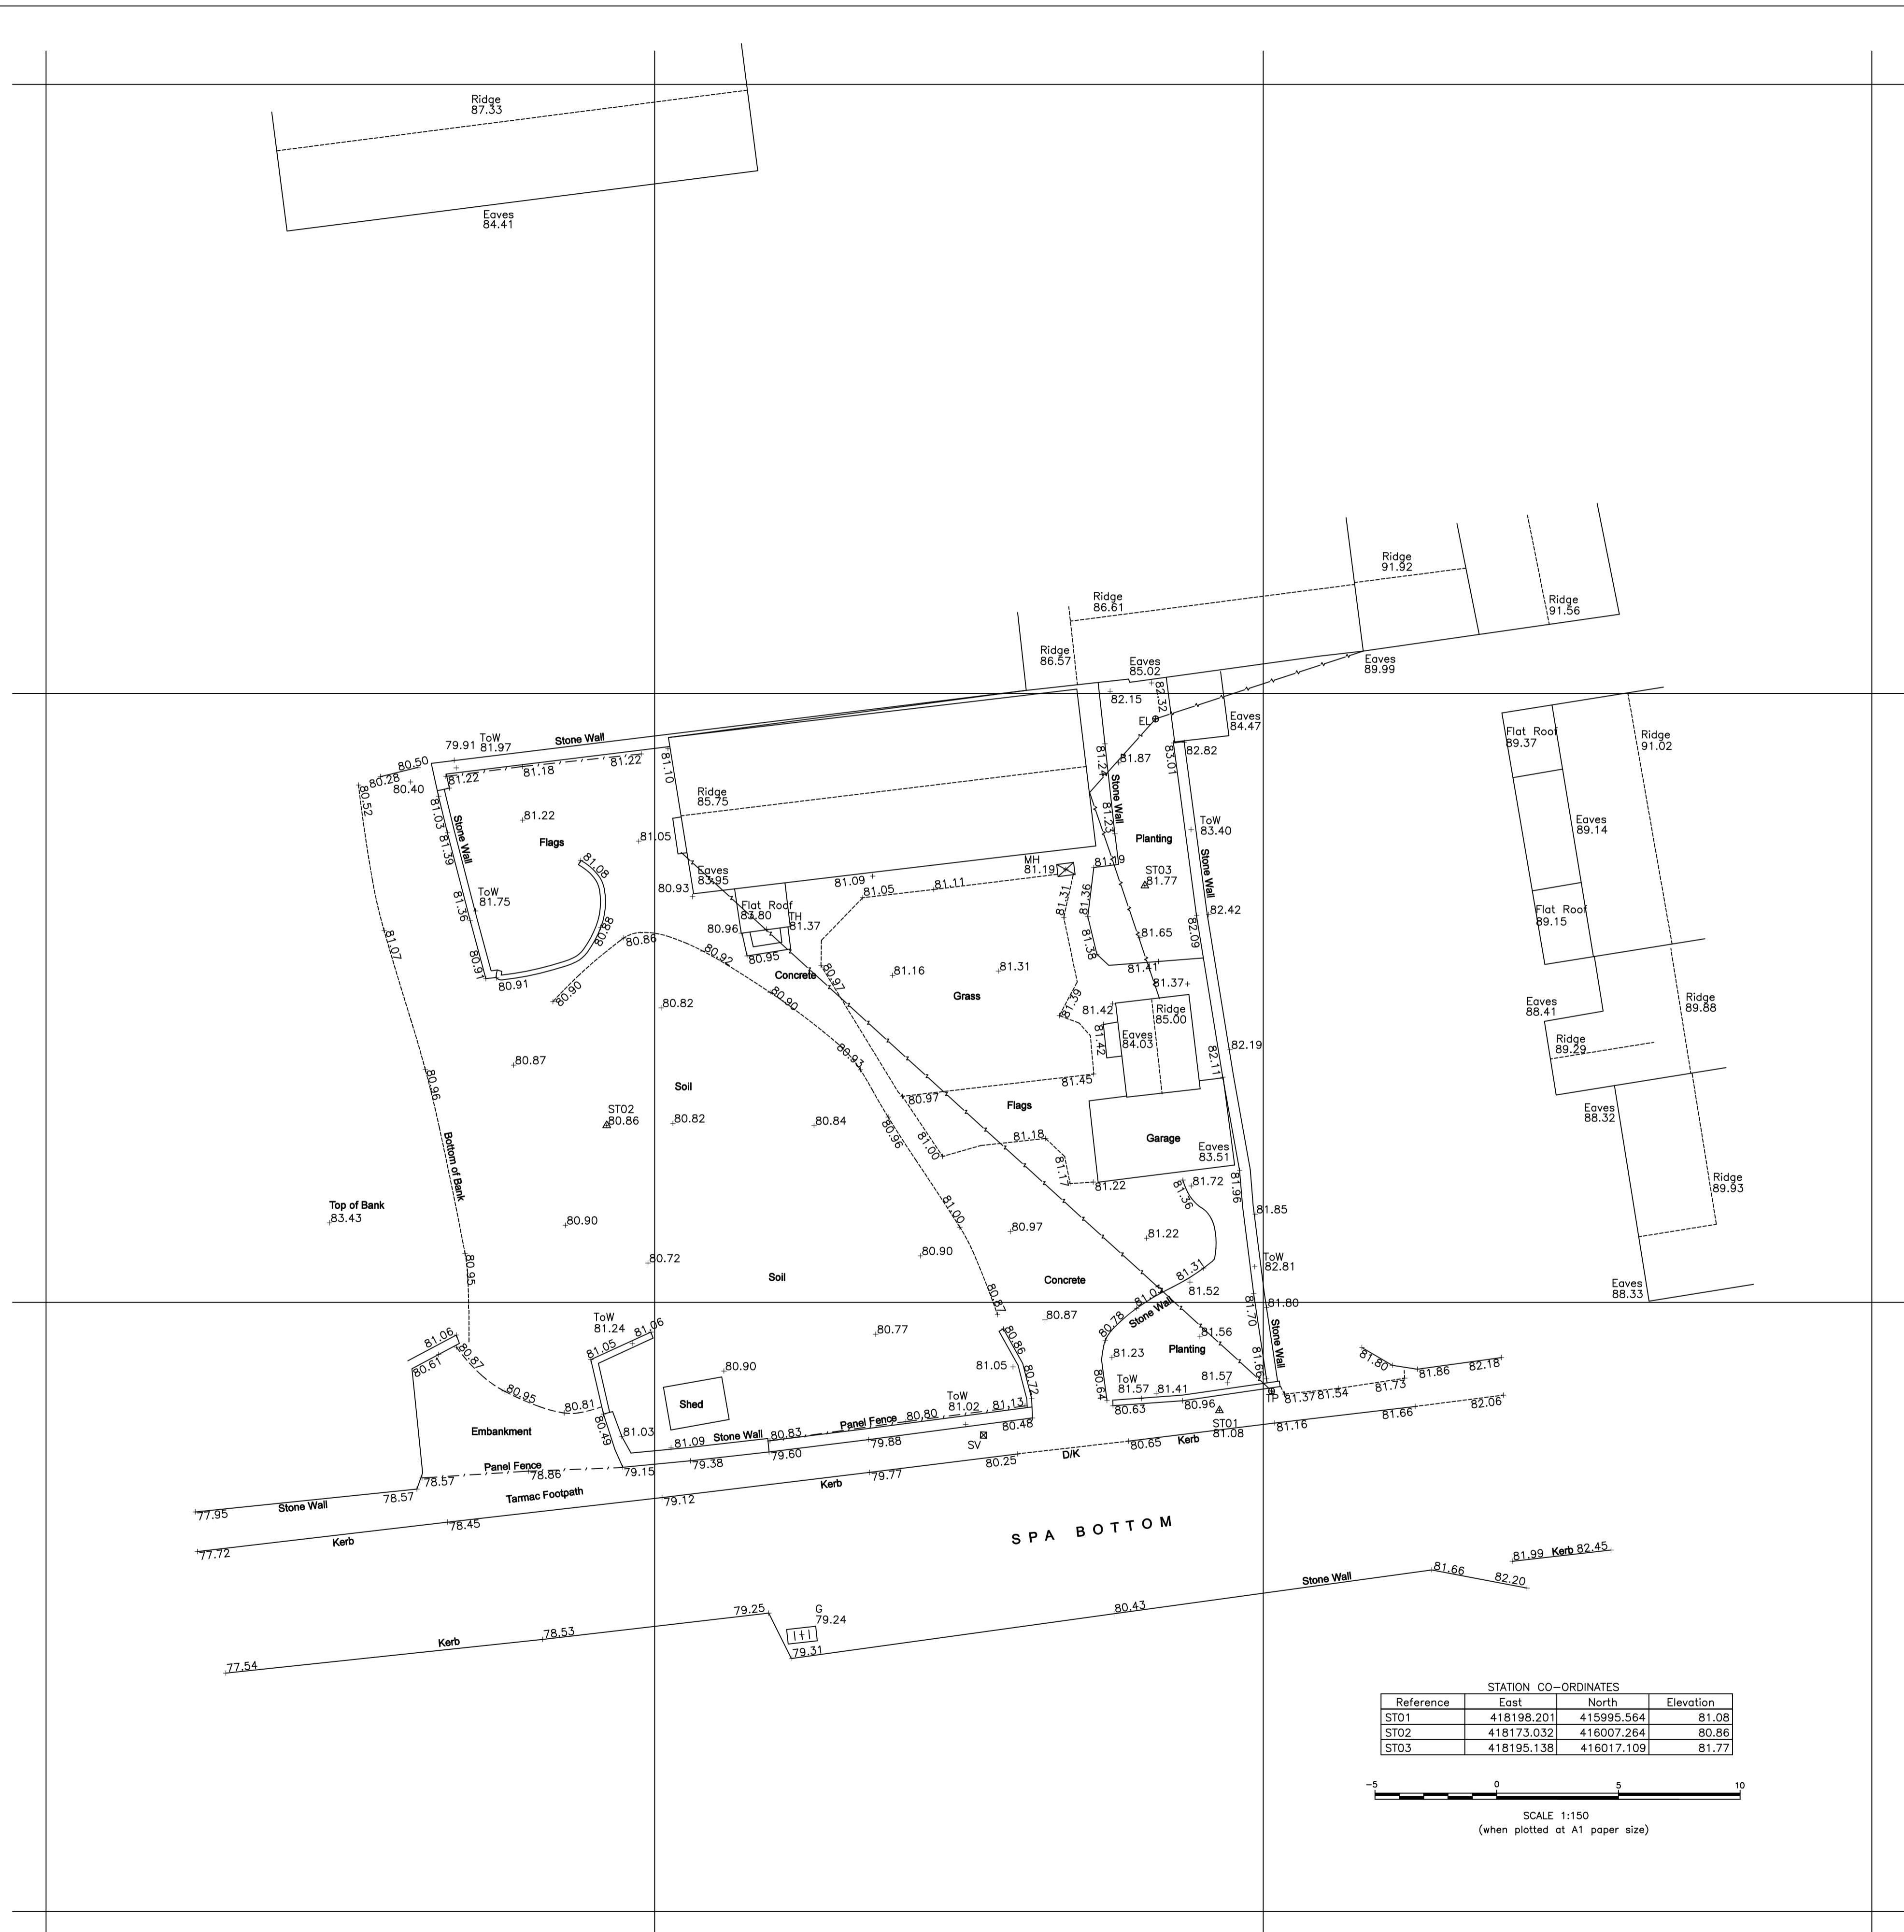 Ridge
87.33
Eaves
84.41
Ridge
91.92
Ridge
86.61
Ridge
91.56
Ridge
86.57
Eaves
85.02
Eaves
89.99
82.15
82.32
EL
Eaves
84.47
82.82
83.01
81.87
81.24
Stone Wall
81.23
Planting
ToW
83.40
Stone Wall
Flat Roof
89.37
Ridge
91.02
Eaves
89.14
Flat Roof
89.15
Eaves
88.41
Ridge
89.88
Ridge
89.29
Eaves
88.32
Ridge
89.93
Eaves
88.33
79.91
ToW
81.97
Stone Wall
80.50
80.28
80.40
80.52
81.22
81.18
81.22
81.10
81.03
81.39
Stone Wall
81.22
Flags
81.05
Ridge
85.75
81.08
ToW
81.75
81.36
80.88
80.91
80.91
80.90
80.86
81.07
80.96
Bottom of Bank
80.95
Eaves
83.95
80.93
Flat Roof
83.80
TH
81.37
80.96
80.95
Concrete
80.92
80.90
80.97
81.09
81.05
81.11
MH
81.19
81.19
81.31
81.36
ST03
81.77
82.42
82.09
81.65
81.38
81.41
81.37
81.16
81.31
Grass
81.39
81.42
81.42
Ridge
85.00
Eaves
84.03
82.11
82.19
80.93
81.45
80.97
Flags
81.18
81.17
81.00
80.96
Garage
Eaves
83.51
81.22
81.72
81.36
81.96
81.85
80.82
80.87
Soil
ST02
80.86
80.82
80.84
Top of Bank
83.43
80.90
80.72
Soil
81.00
80.97
80.90
81.22
Concrete
80.87
80.87
80.77
81.31
81.52
ToW
82.81
81.70
81.80
81.03
80.78
Stone Wall
81.56
Planting
81.23
80.64
ToW
81.57
81.41
81.57
81.66
Stone Wall
80.63
80.96
TP
81.37
81.54
81.73
81.80
81.86
82.18
82.06
81.66
ST01
81.08
81.16
Kerb
80.65
D/K
80.25
81.06
80.61
80.87
80.95
80.81
80.49
Embankment
ToW
81.24
81.05
81.06
80.90
Shed
81.03
81.09
Stone Wall
80.83
Panel Fence
80.80
ToW
81.02
81.13
81.05
80.86
80.72
80.48
SV
79.88
79.60
79.38
79.15
Panel Fence
78.86
78.57
78.57
Stone Wall
77.95
Tarmac Footpath
79.12
Kerb
79.77
78.45
Kerb
77.72
SPA BOTTOM
81.99
Kerb
82.45
81.66
82.20
Stone Wall
80.43
79.25
G
79.24
79.31
78.53
Kerb
77.54
STATION CO-ORDINATES
Reference East North Elevation
ST01 418198.201 415995.564 81.08
ST02 418173.032 416007.264 80.86
ST03 418195.138 416017.109 81.77
-5 0 5 10
SCALE 1:150
(when plotted at A1 paper size)